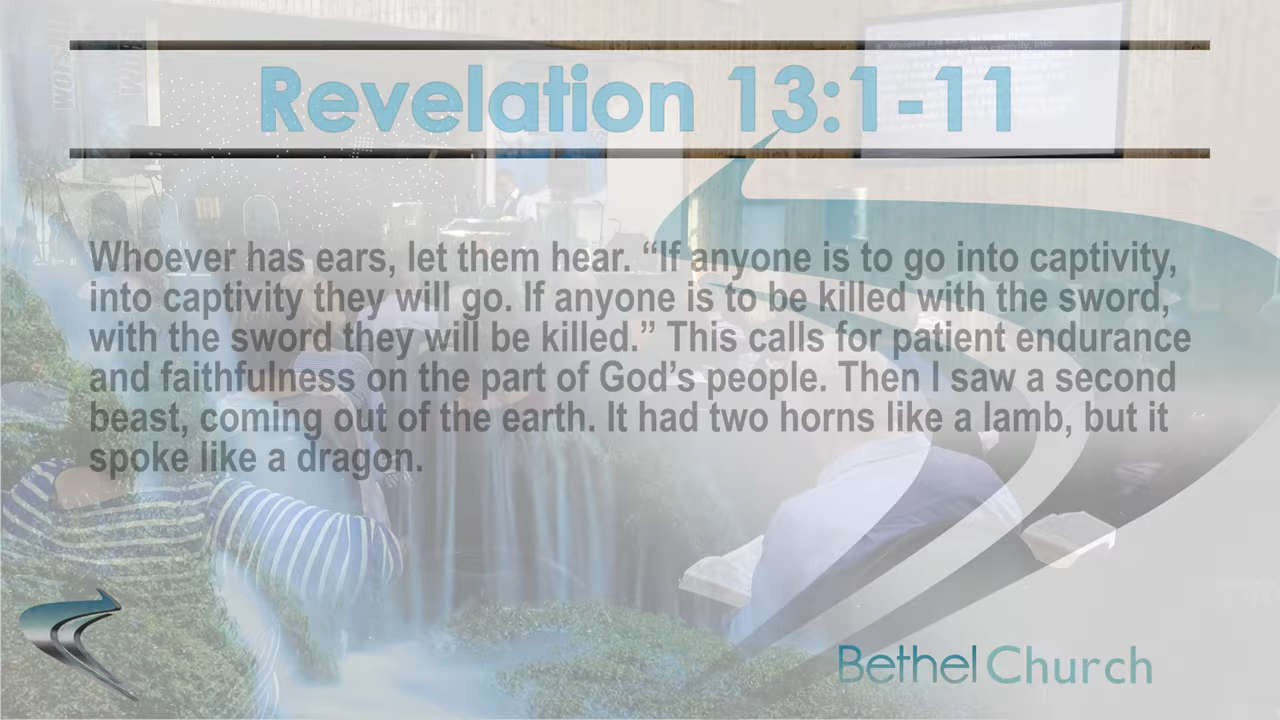 Revelation 13:1-11
Whoever has ears, let them hear. “If anyone is to go into captivity,
into captivity they will go. If anyone is to be killed with the sword,
with the sword they will be killed.” This calls for patient endurance
and faithfulness on the part of God’s people. Then I saw a second
beast, coming out of the earth. It had two horns like a lamb, but it
spoke like a dragon.
Bethel Church